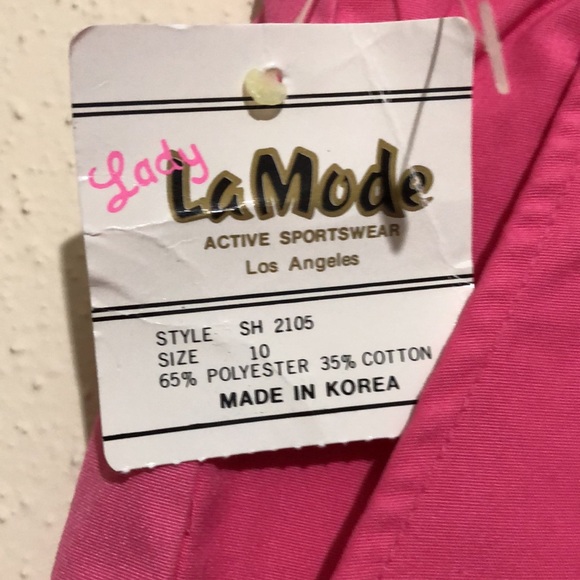 Lady
LaMode
ACTIVE SPORTSWEAR
Los Angeles
STYLE SH 2105
SIZE 10
65% POLYESTER 35% COTTON
MADE IN KOREA